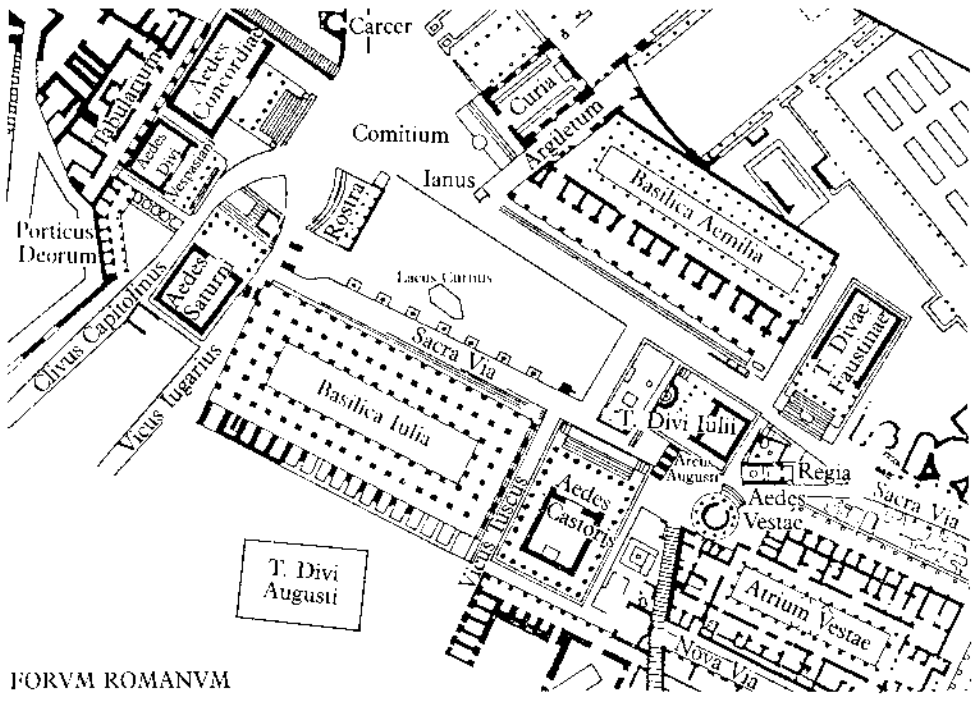 Carcer
Aedes
Concordiae
Tabularium
Curia
Argiletum
Comitium
Aedes
Divi
Vespasiani
Ianus
Basilica Aemilia
Rostra
Porticus
Deorum
Aedes
Saturni
Lacus Curtius
Clivus Capitolinus
Sacra Via
T. Divae
Faustinae
Vicus Iugarius
Basilica Iulia
T. Divi Iulii
Arcus
Augusti
Regia
Aedes
Vestae
Sacra Via
Aedes
Castoris
Vicus Tuscus
T. Divi
Augusti
Atrium Vestae
Nova Via
FORVM ROMANVM